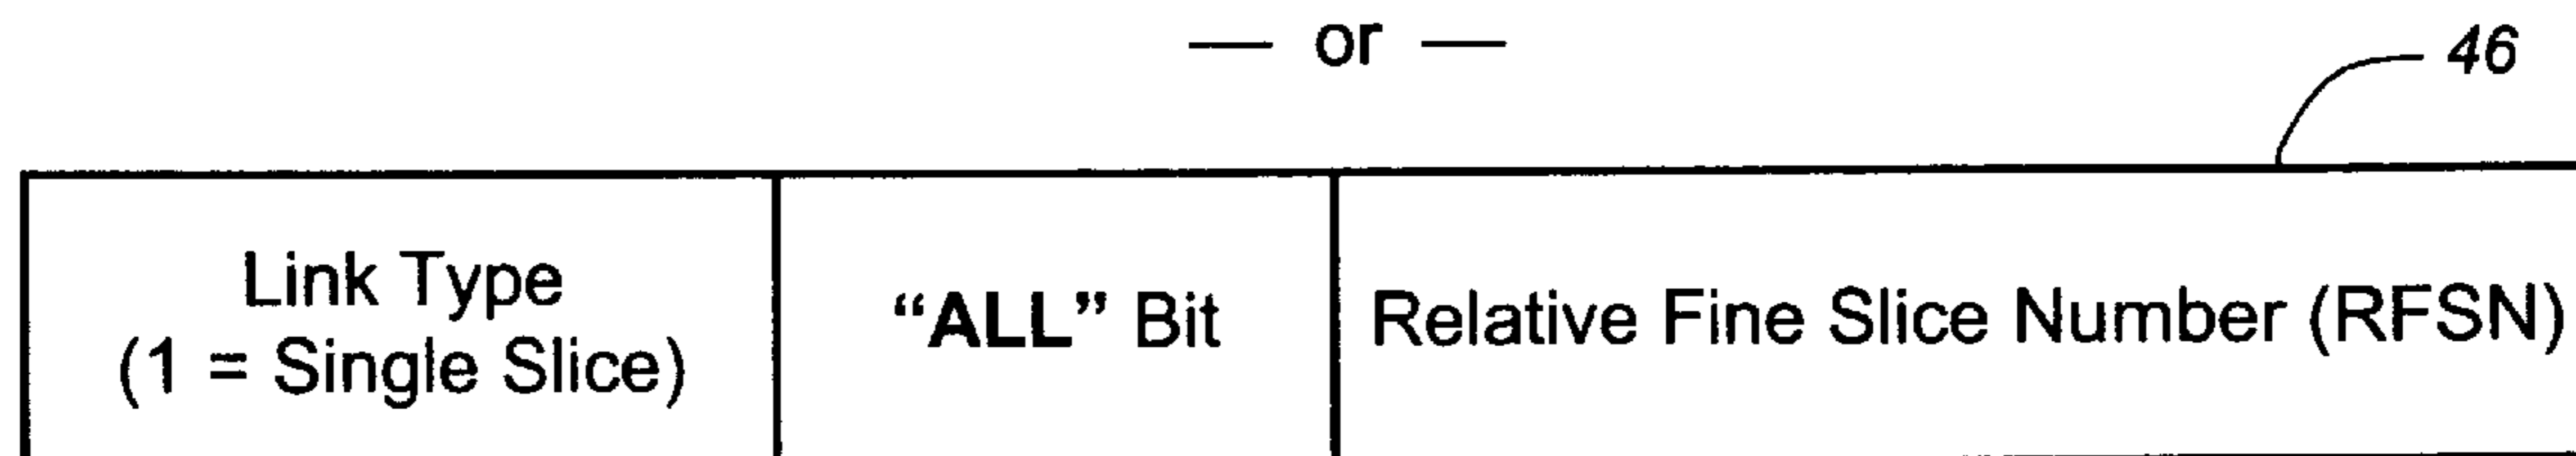 — or —
46
Link Type
(1 = Single Slice)
“ALL” Bit
Relative Fine Slice Number (RFSN)